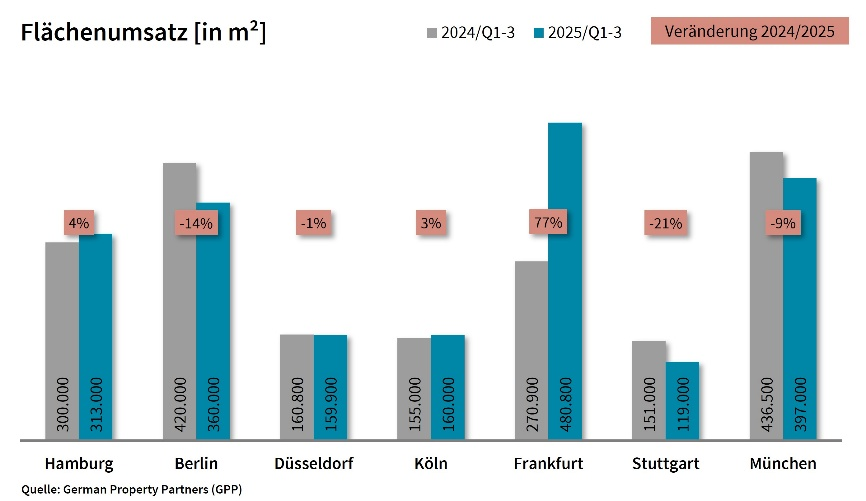 Flächenumsatz [in m²]
2024/Q1-3 2025/Q1-3
Veränderung 2024/2025
4% -14% -1% 3% 77% -21% -9%
300.000 313.000 420.000 360.000 160.800 159.900 155.000 160.000 270.900 480.800 151.000 119.000 436.500 397.000
Hamburg Berlin Düsseldorf Köln Frankfurt Stuttgart München
Quelle: German Property Partners (GPP)